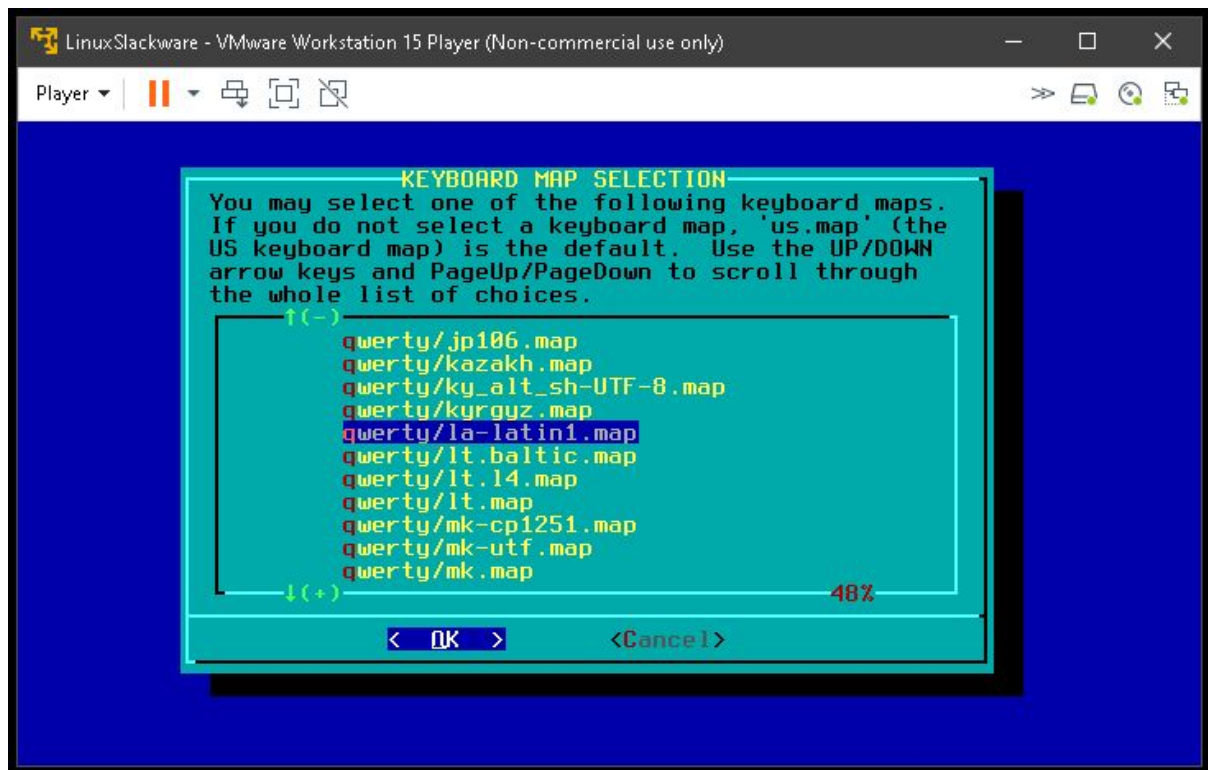 LinuxSlackware - VMware Workstation 15 Player (Non-commercial use only)
Player
KEYBOARD MAP SELECTION
You may select one of the following keyboard maps.
If you do not select a keyboard map, 'us.map' (the
US keyboard map) is the default. Use the UP/DOWN
arrow keys and PageUp/PageDown to scroll through
the whole list of choices.
↑(-)
qwerty/jp106.map
qwerty/kazakh.map
qwerty/ky_alt_sh-UTF-8.map
qwerty/kyrgyz.map
qwerty/la-latin1.map
qwerty/lt.baltic.map
qwerty/lt.l4.map
qwerty/lt.map
qwerty/mk-cp1251.map
qwerty/mk-utf.map
qwerty/mk.map
↓(+) 48%
< OK > <Cancel>